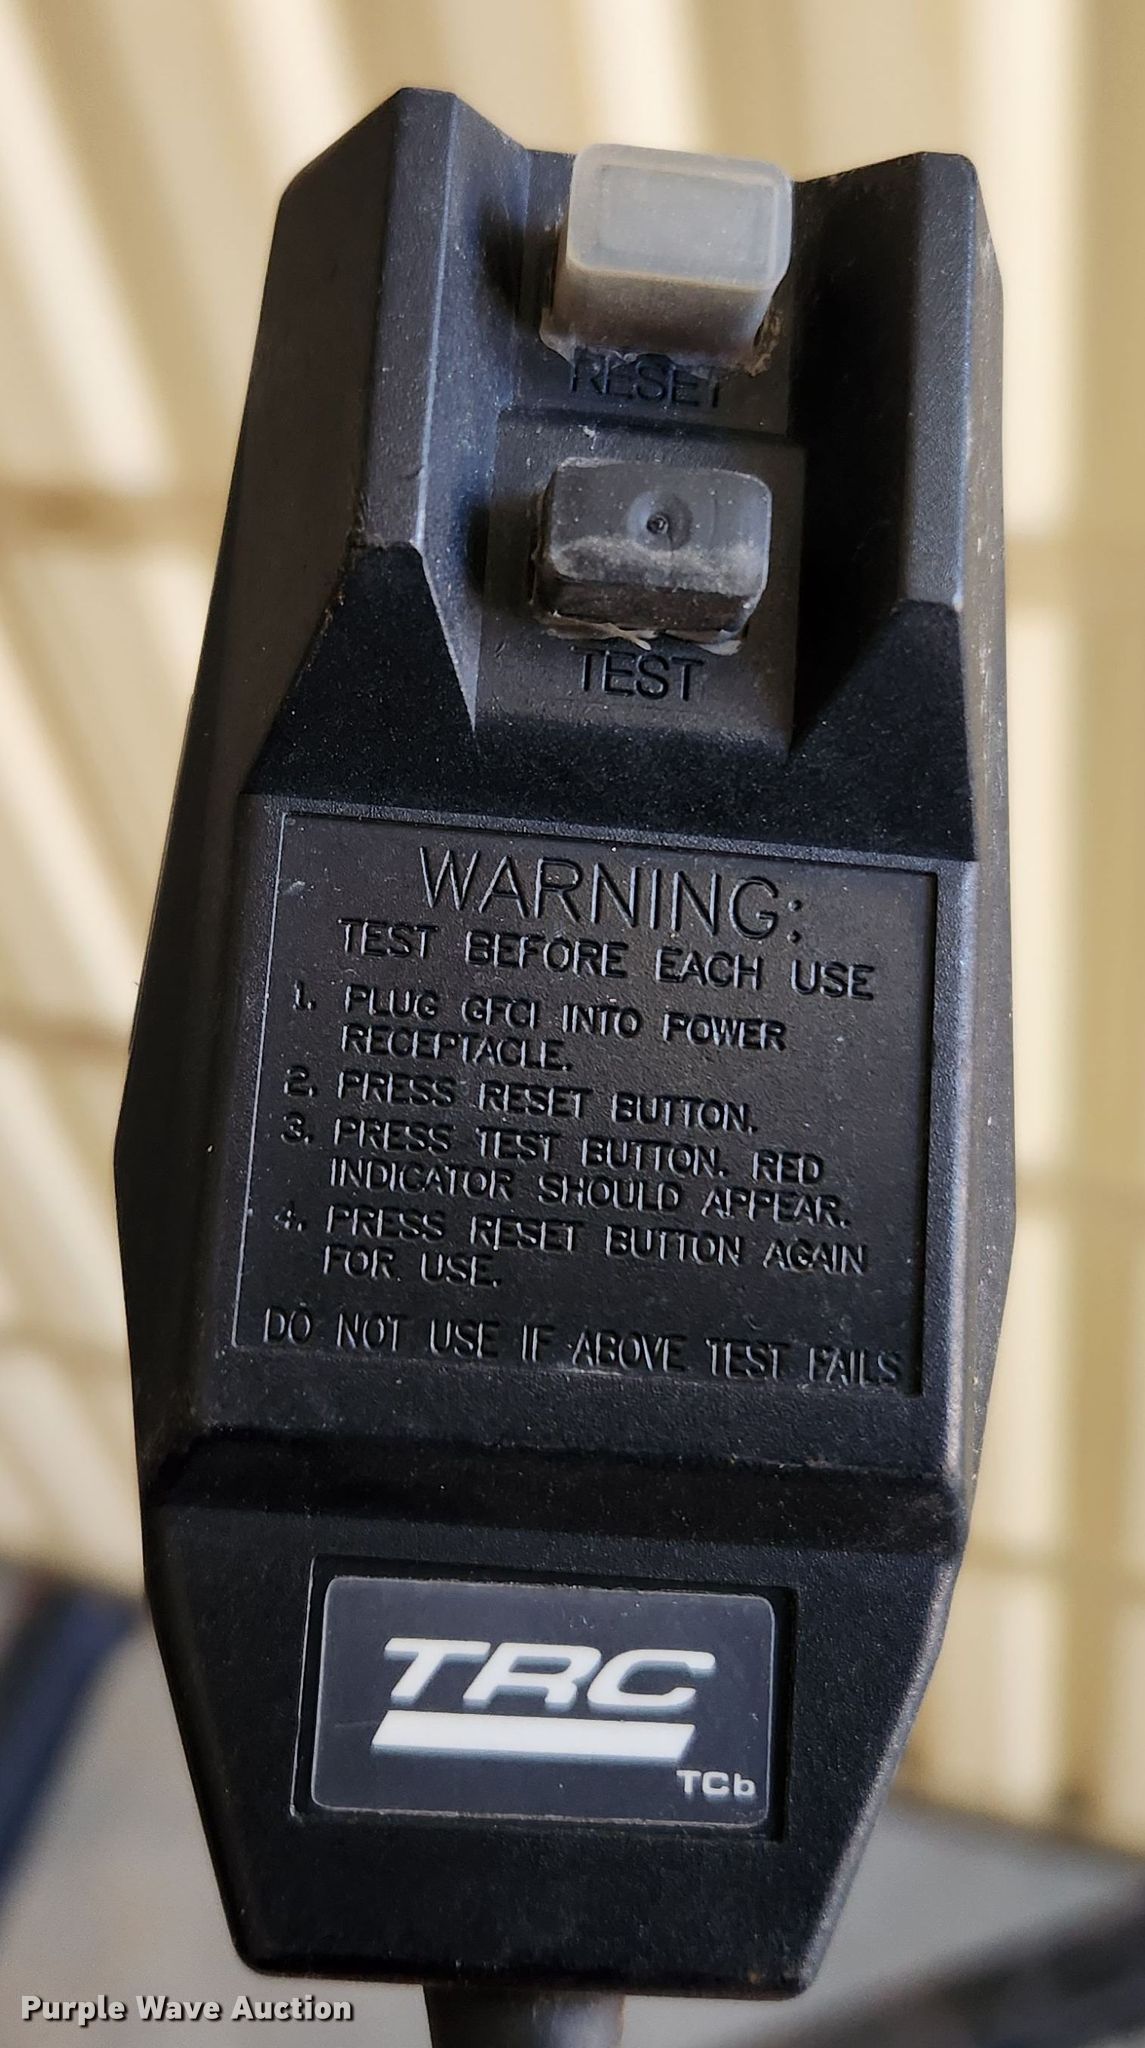 RESET
TEST
WARNING:
TEST BEFORE EACH USE
1. PLUG GFCI INTO POWER
RECEPTACLE.
2. PRESS RESET BUTTON.
3. PRESS TEST BUTTON. RED
INDICATOR SHOULD APPEAR.
4. PRESS RESET BUTTON AGAIN
FOR USE.
DO NOT USE IF ABOVE TEST FAILS
TRC
TCb
Purple Wave Auction